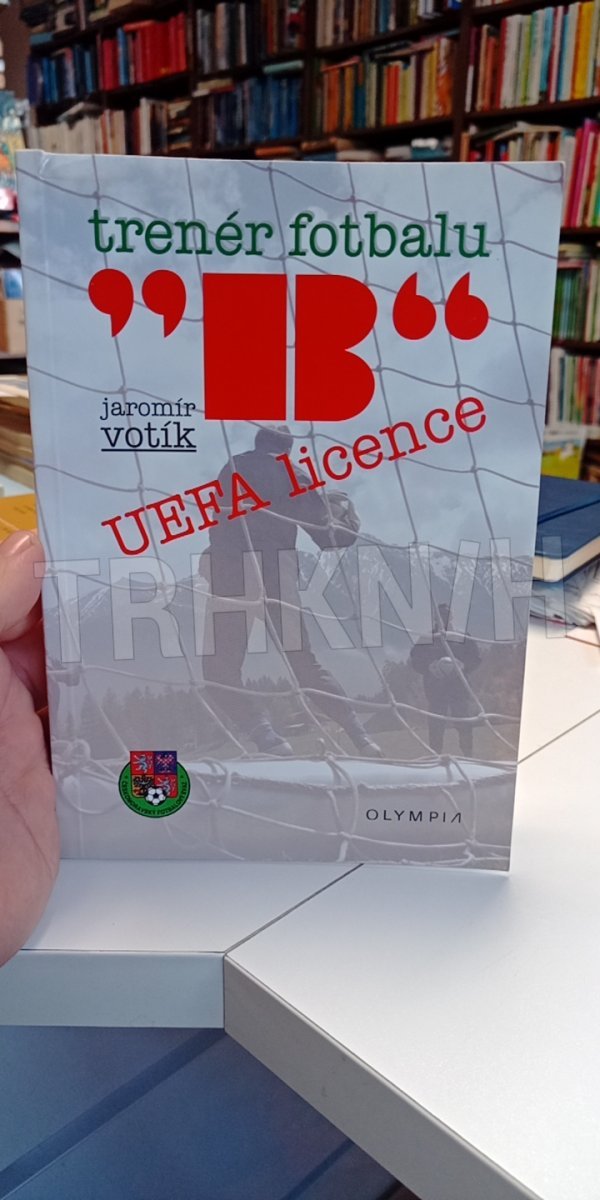 trenér fotbalu
”B“
jaromír
votík
UEFA licence
TRHKNIH
OLYMPIA